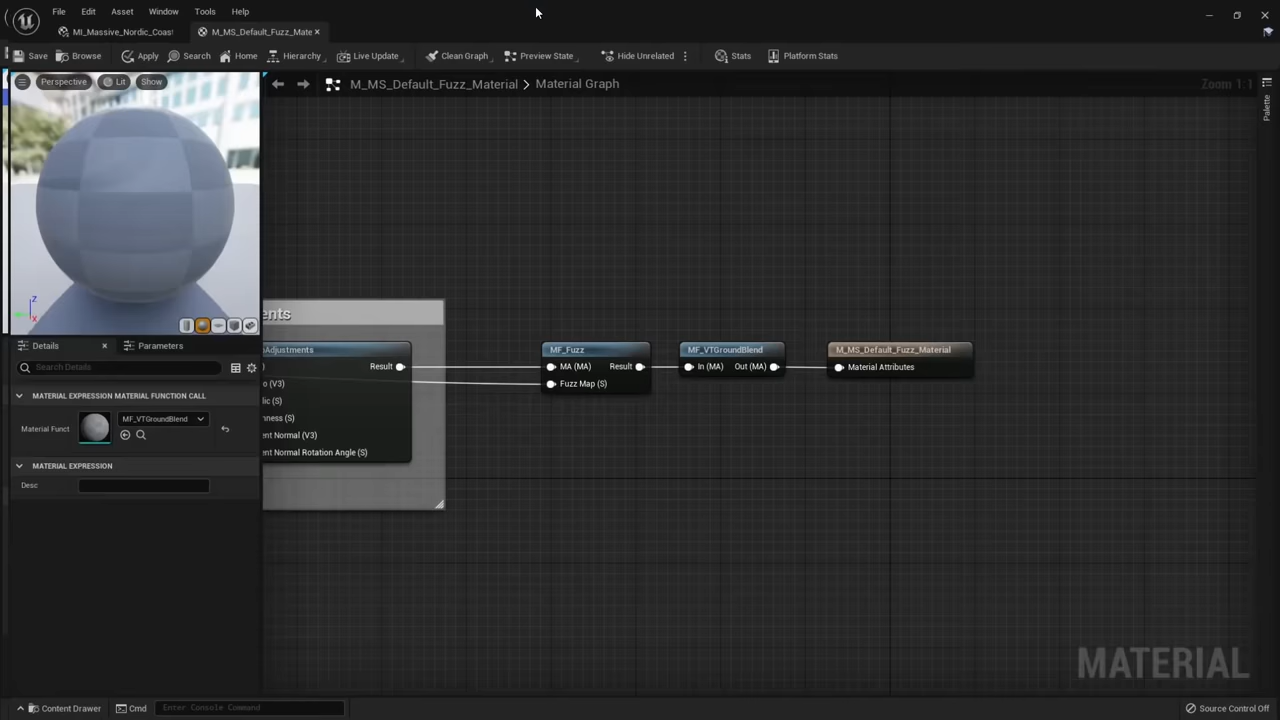 File Edit Asset Window Tools Help
MI_Massive_Nordic_Coast M_MS_Default_Fuzz_Mate
Save Browse Apply Search Home Hierarchy Live Update Clean Graph Preview State Hide Unrelated Stats Platform Stats
Perspective Lit Show
M_MS_Default_Fuzz_Material > Material Graph
Zoom 1:1
Palette
ents
Adjustments
Result
o (V3)
lic (S)
hness (S)
ent Normal (V3)
ent Normal Rotation Angle (S)
MF_Fuzz
MA (MA) Result
Fuzz Map (S)
MF_VTGroundBlend
In (MA) Out (MA)
M_MS_Default_Fuzz_Material
Material Attributes
Z
X
Details Parameters
Search Details
MATERIAL EXPRESSION MATERIAL FUNCTION CALL
Material Funct MF_VTGroundBlend
MATERIAL EXPRESSION
Desc
MATERIAL
Content Drawer Cmd Enter Console Command Source Control Off